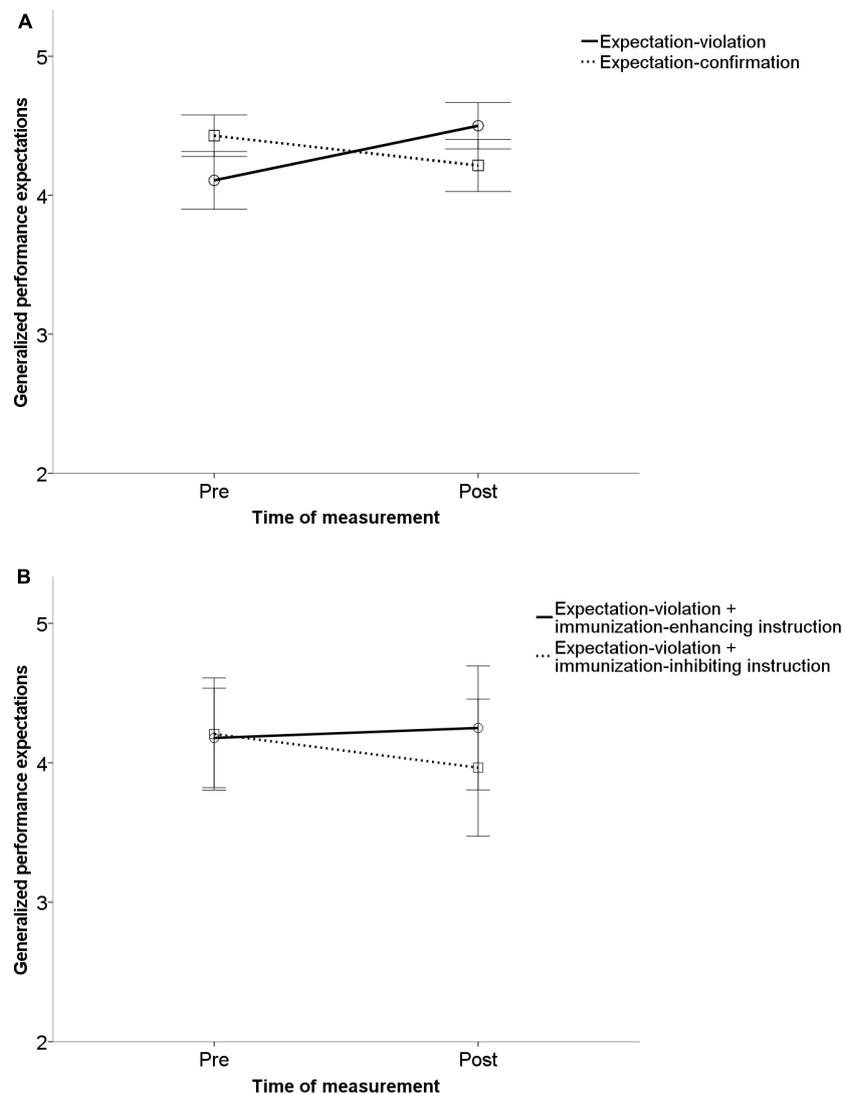 A
Expectation-violation
Expectation-confirmation
5
4
3
2
Generalized performance expectations
Pre
Post
Time of measurement
B
Expectation-violation +
immunization-enhancing instruction
Expectation-violation +
immunization-inhibiting instruction
5
4
3
2
Generalized performance expectations
Pre
Post
Time of measurement